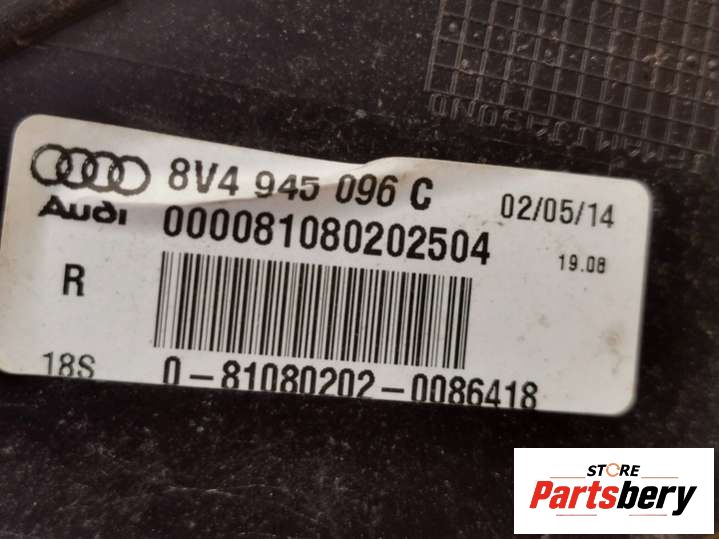 8V4 945 096 C
02/05/14
Audi
000081080202504
19.08
R
18S
0-81080202-0086418
STORE
Partsbery